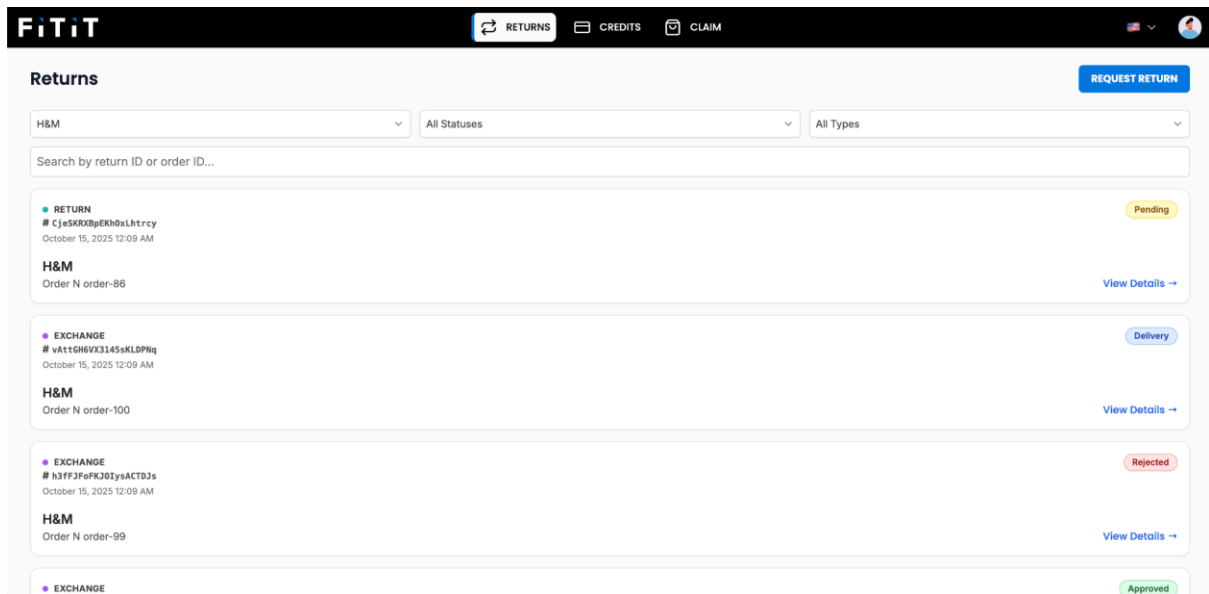 FiTiT
RETURNS
CREDITS
CLAIM
Returns
REQUEST RETURN
H&M
All Statuses
All Types
Search by return ID or order ID...
RETURN
Pending
# CjeSKRXBpEKhOxLhtrcy
October 15, 2025 12:09 AM
H&M
Order N order-86
View Details →
EXCHANGE
Delivery
# vAttGH6VX3145sKLDPNq
October 15, 2025 12:09 AM
H&M
Order N order-100
View Details →
EXCHANGE
Rejected
# h3fFJFoFKJOIysACTDJs
October 15, 2025 12:09 AM
H&M
Order N order-99
View Details →
EXCHANGE
Approved